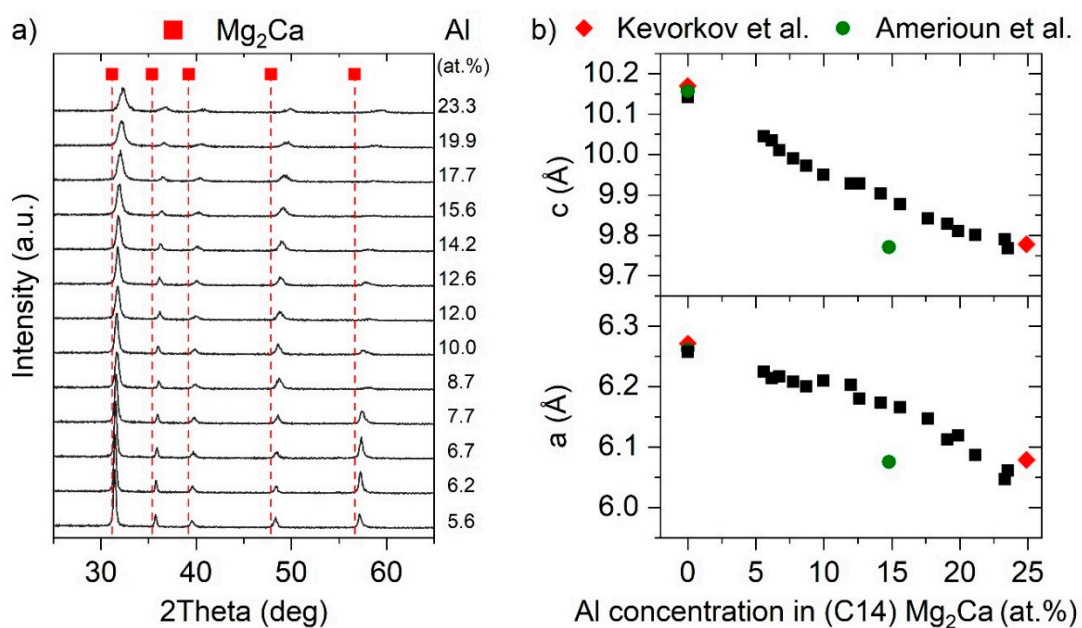 a) Mg₂Ca Al
(at.%)
23.3
19.9
17.7
15.6
14.2
12.6
12.0
10.0
8.7
7.7
6.7
6.2
5.6
Intensity (a.u.)
30 40 50 60
2Theta (deg)
b) Kevorkov et al. Amerioun et al.
10.2
10.1
10.0
9.9
9.8
9.7
c (Å)
6.3
6.2
6.1
6.0
a (Å)
0 5 10 15 20 25
Al concentration in (C14) Mg₂Ca (at.%)